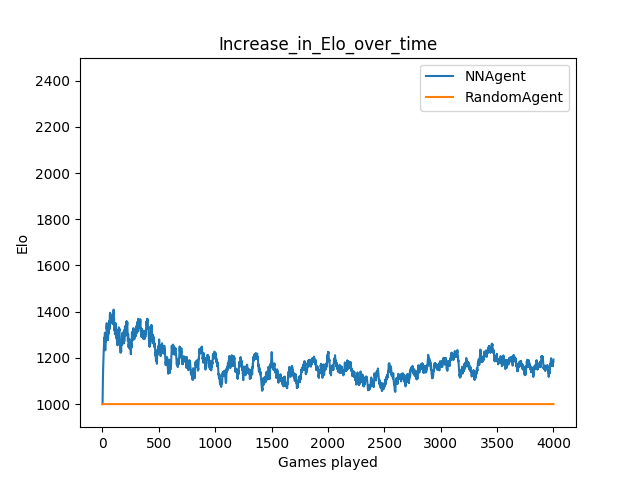 Increase_in_Elo_over_time
NNAgent
RandomAgent
2400
2200
2000
1800
1600
1400
1200
1000
Elo
0 500 1000 1500 2000 2500 3000 3500 4000
Games played